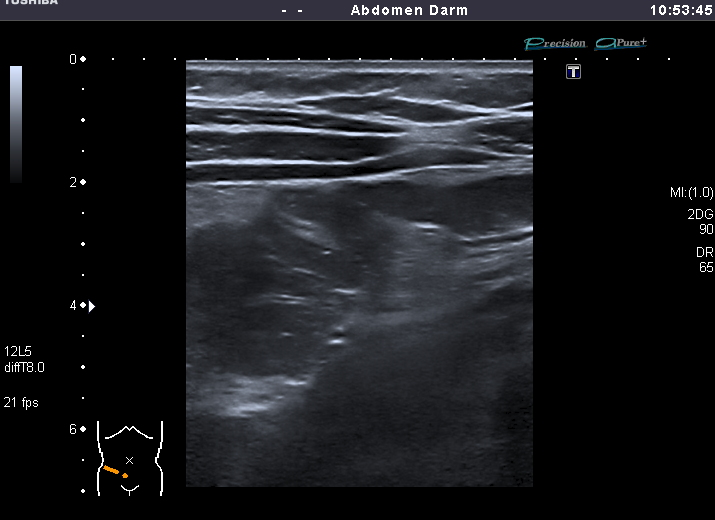 TOSHIBA
- - Abdomen Darm 10:53:45
Precision APure+
T
0
2
4
6
MI:(1.0)
2DG
90
DR
65
12L5
diffT8.0
21 fps